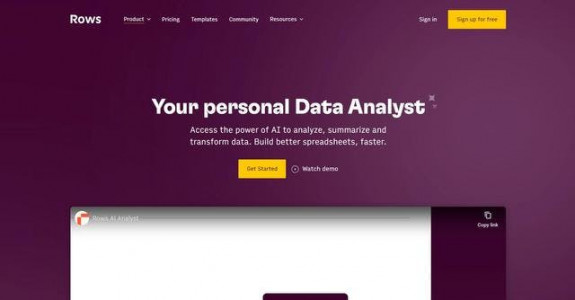 Rows
Product
Pricing
Templates
Community
Resources
Sign in
Sign up for free
Your personal Data Analyst
Access the power of AI to analyze, summarize and
transform data. Build better spreadsheets, faster.
Get Started
Watch demo
Rows AI Analyst
Copy link